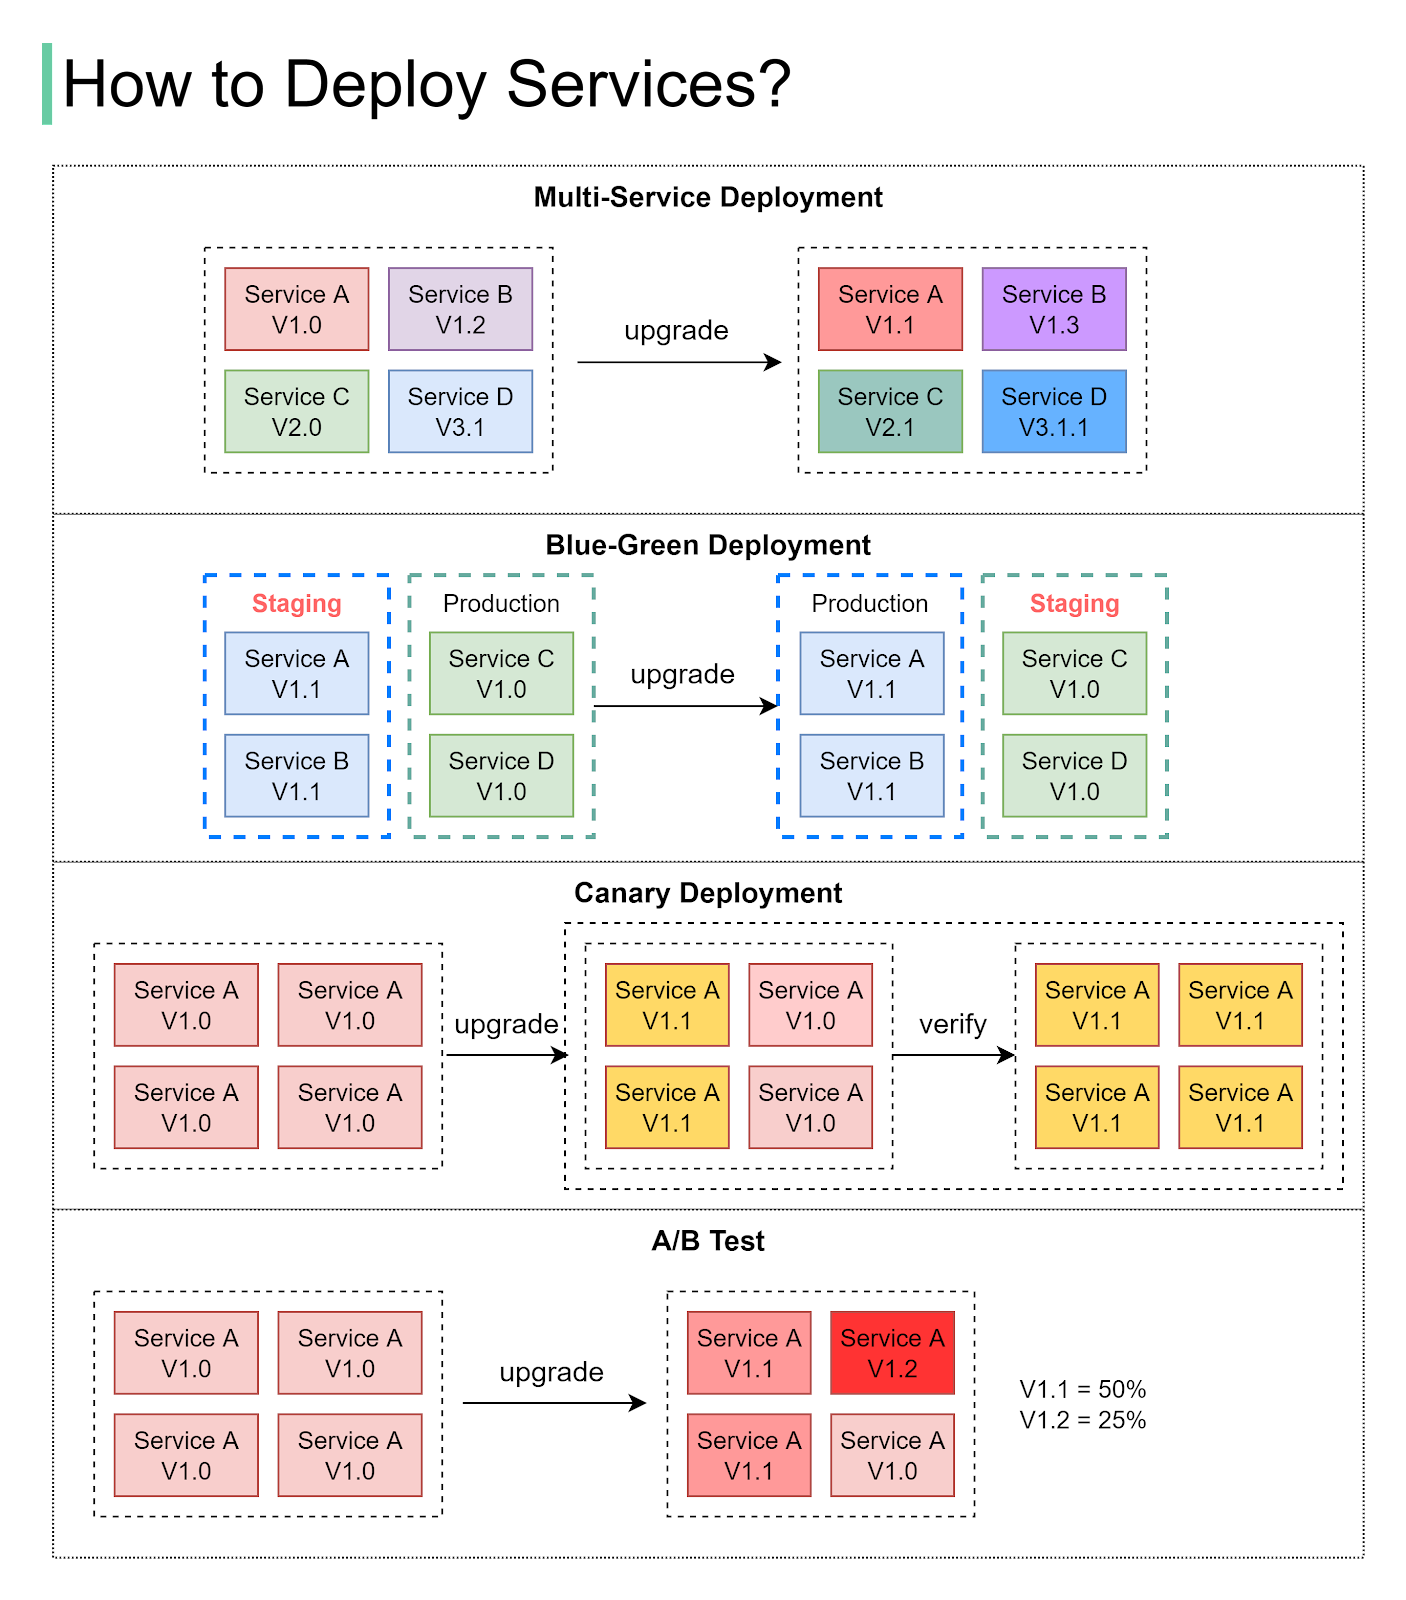 How to Deploy Services?
Multi-Service Deployment
Service A
V1.0
Service B
V1.2
Service C
V2.0
Service D
V3.1
upgrade
Service A
V1.1
Service B
V1.3
Service C
V2.1
Service D
V3.1.1
Blue-Green Deployment
Staging
Service A
V1.1
Service B
V1.1
Production
Service C
V1.0
Service D
V1.0
upgrade
Production
Service A
V1.1
Service B
V1.1
Staging
Service C
V1.0
Service D
V1.0
Canary Deployment
Service A
V1.0
Service A
V1.0
Service A
V1.0
Service A
V1.0
upgrade
Service A
V1.1
Service A
V1.0
Service A
V1.1
Service A
V1.0
verify
Service A
V1.1
Service A
V1.1
Service A
V1.1
Service A
V1.1
A/B Test
Service A
V1.0
Service A
V1.0
Service A
V1.0
Service A
V1.0
upgrade
Service A
V1.1
Service A
V1.2
Service A
V1.1
Service A
V1.0
V1.1 = 50%
V1.2 = 25%